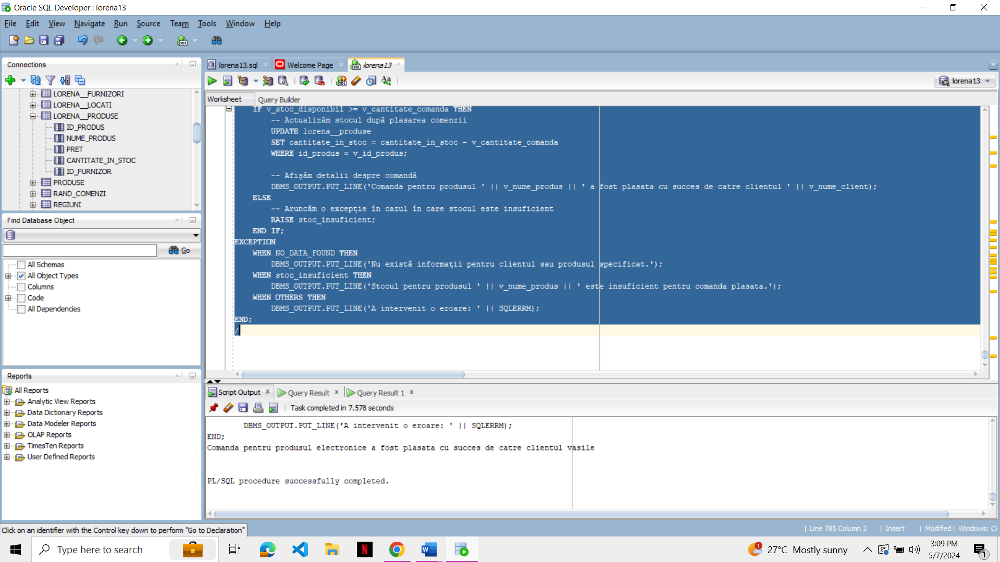 Oracle SQL Developer : lorena13
File Edit View Navigate Run Source Team Tools Window Help
Connections
LORENA__FURNIZORI
LORENA__LOCATI
LORENA__PRODUSE
ID_PRODUS
NUME_PRODUS
PRET
CANTITATE_IN_STOC
ID_FURNIZOR
PRODUSE
RAND_COMENZI
REGIUNI
Find Database Object
Go
All Schemas
All Object Types
Columns
Code
All Dependencies
Reports
All Reports
Analytic View Reports
Data Dictionary Reports
Data Modeler Reports
OLAP Reports
TimesTen Reports
User Defined Reports
lorena13.sql Welcome Page lorena13
lorena13
Worksheet Query Builder
IF v_stoc_disponibil >= v_cantitate_comanda THEN
-- Actualizăm stocul după plasarea comenzii
UPDATE lorena__produse
SET cantitate_in_stoc = cantitate_in_stoc - v_cantitate_comanda
WHERE id_produs = v_id_produs;
-- Afișăm detalii despre comandă
DBMS_OUTPUT.PUT_LINE('Comanda pentru produsul ' || v_nume_produs || ' a fost plasata cu succes de catre clientul ' || v_nume_client);
ELSE
-- Aruncăm o excepție în cazul în care stocul este insuficient
RAISE stoc_insuficient;
END IF;
EXCEPTION
WHEN NO_DATA_FOUND THEN
DBMS_OUTPUT.PUT_LINE('Nu există informații pentru clientul sau produsul specificat.');
WHEN stoc_insuficient THEN
DBMS_OUTPUT.PUT_LINE('Stocul pentru produsul ' || v_nume_produs || ' este insuficient pentru comanda plasata.');
WHEN OTHERS THEN
DBMS_OUTPUT.PUT_LINE('A intervenit o eroare: ' || SQLERRM);
END;
/
Script Output Query Result Query Result 1
Task completed in 7.578 seconds
DBMS_OUTPUT.PUT_LINE('A intervenit o eroare: ' || SQLERRM);
END;
Comanda pentru produsul electronice a fost plasata cu succes de catre clientul vasile
PL/SQL procedure successfully completed.
Click on an identifier with the Control key down to perform "Go to Declaration"
| Line 785 Column 2 | Insert | Modified | Windows: CF
Type here to search
27°C Mostly sunny
3:09 PM
5/7/2024